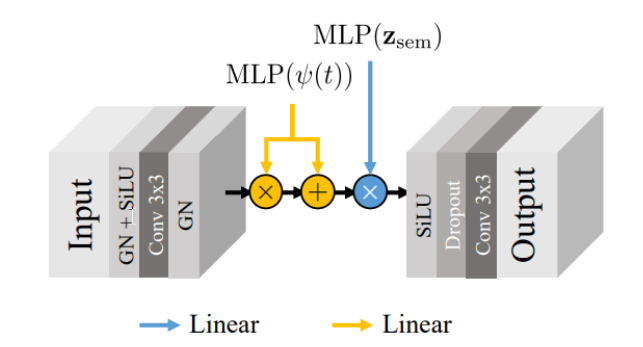 MLP(z_sem)
MLP(ψ(t))
Input
GN + SiLU
Conv 3x3
GN
×
+
×
SiLU
Dropout
Conv 3x3
Output
Linear
Linear